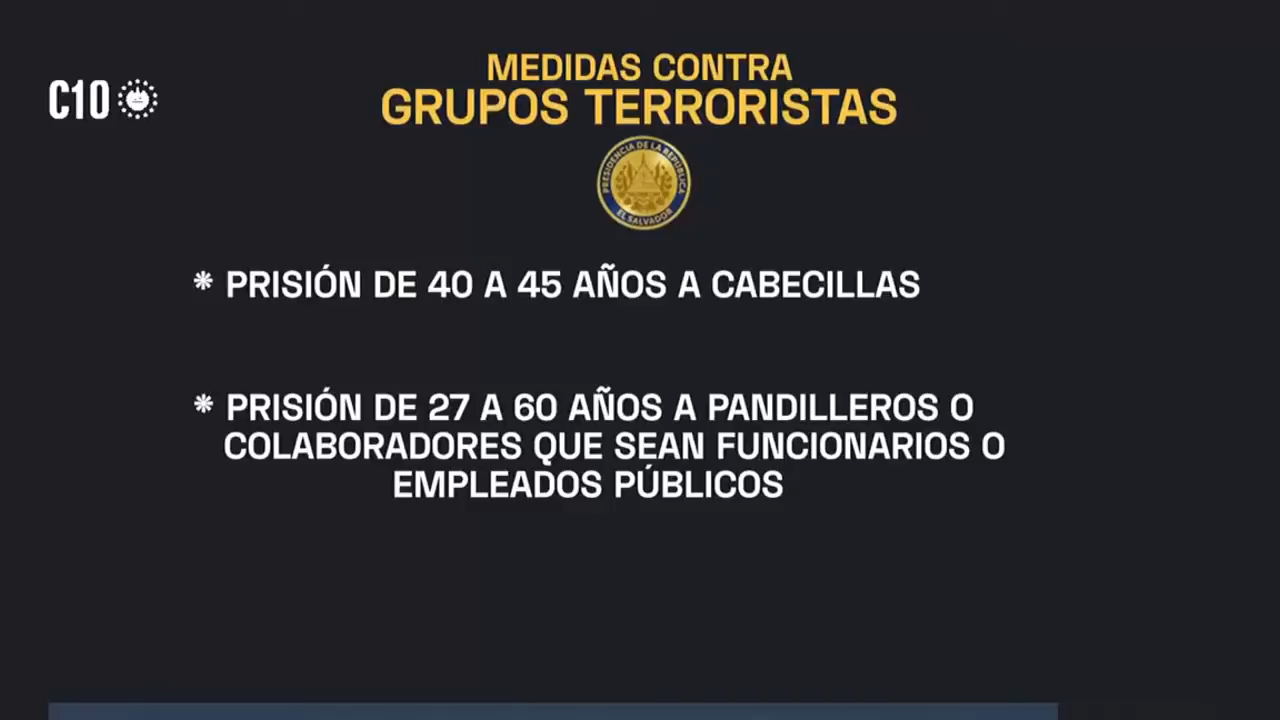 MEDIDAS CONTRA
C10
GRUPOS TERRORISTAS
PRESIDENCIA DE LA REPÚBLICA
EL SALVADOR
* PRISIÓN DE 40 A 45 AÑOS A CABECILLAS
* PRISIÓN DE 27 A 60 AÑOS A PANDILLEROS O
COLABORADORES QUE SEAN FUNCIONARIOS O
EMPLEADOS PÚBLICOS